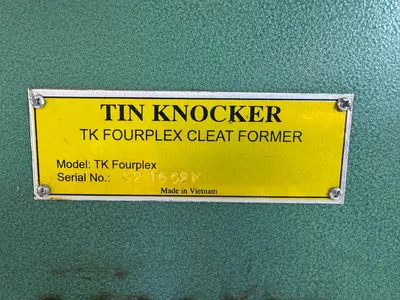 TIN KNOCKER
TK FOURPLEX CLEAT FORMER
Model: TK Fourplex
Serial No.:
Made in Vietnam